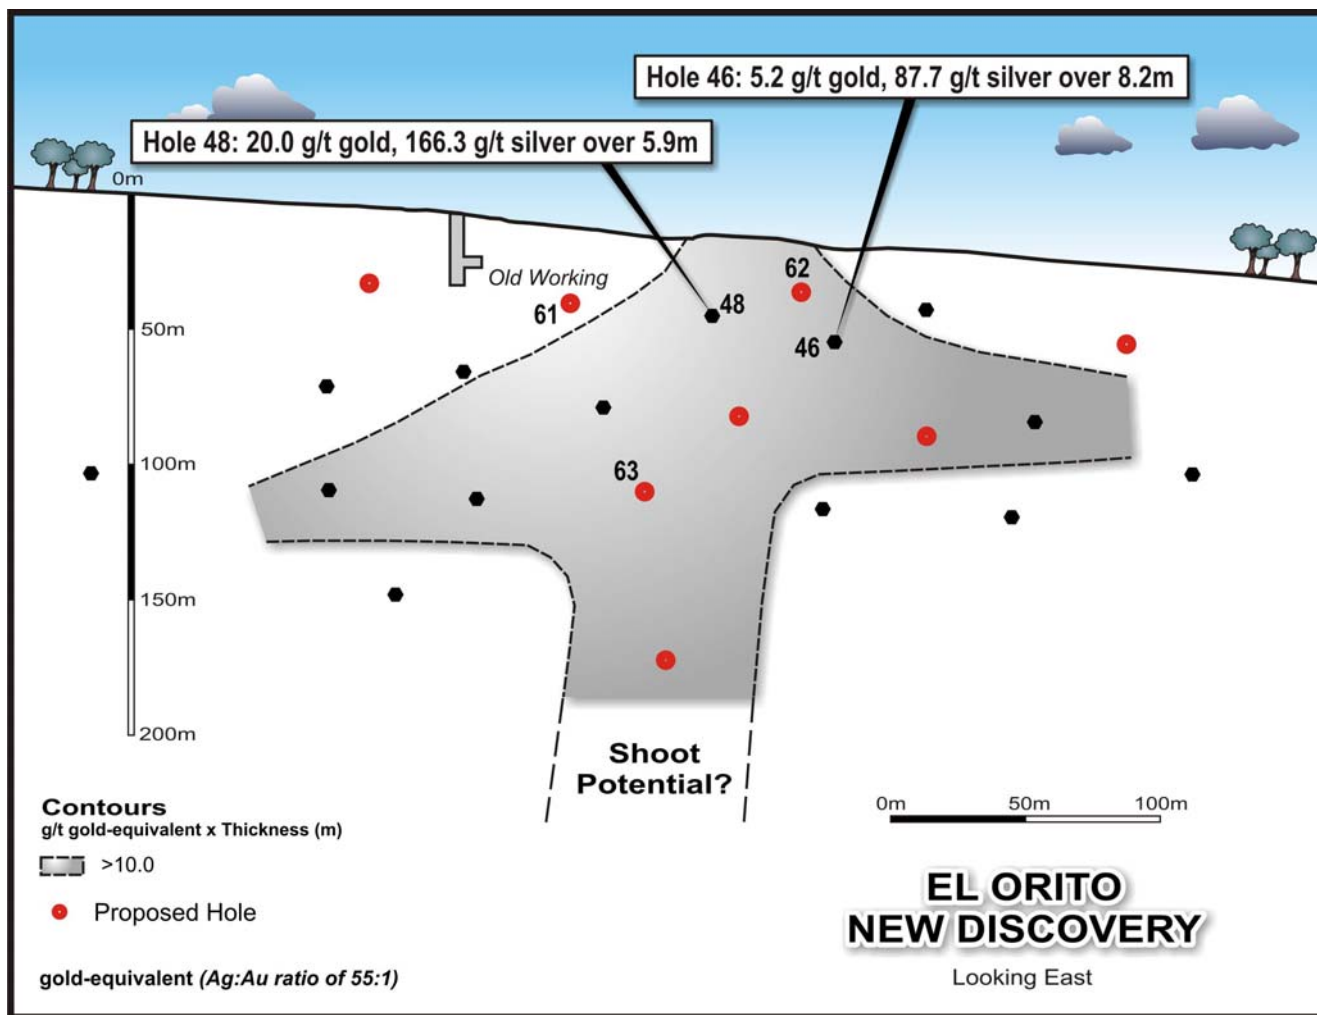 Hole 46: 5.2 g/t gold, 87.7 g/t silver over 8.2m
Hole 48: 20.0 g/t gold, 166.3 g/t silver over 5.9m
0m
Old Working
62
61
48
46
50m
100m
63
150m
200m
Shoot
Potential?
Contours
g/t gold-equivalent x Thickness (m)
>10.0
Proposed Hole
gold-equivalent (Ag:Au ratio of 55:1)
0m 50m 100m
EL ORITO
NEW DISCOVERY
Looking East